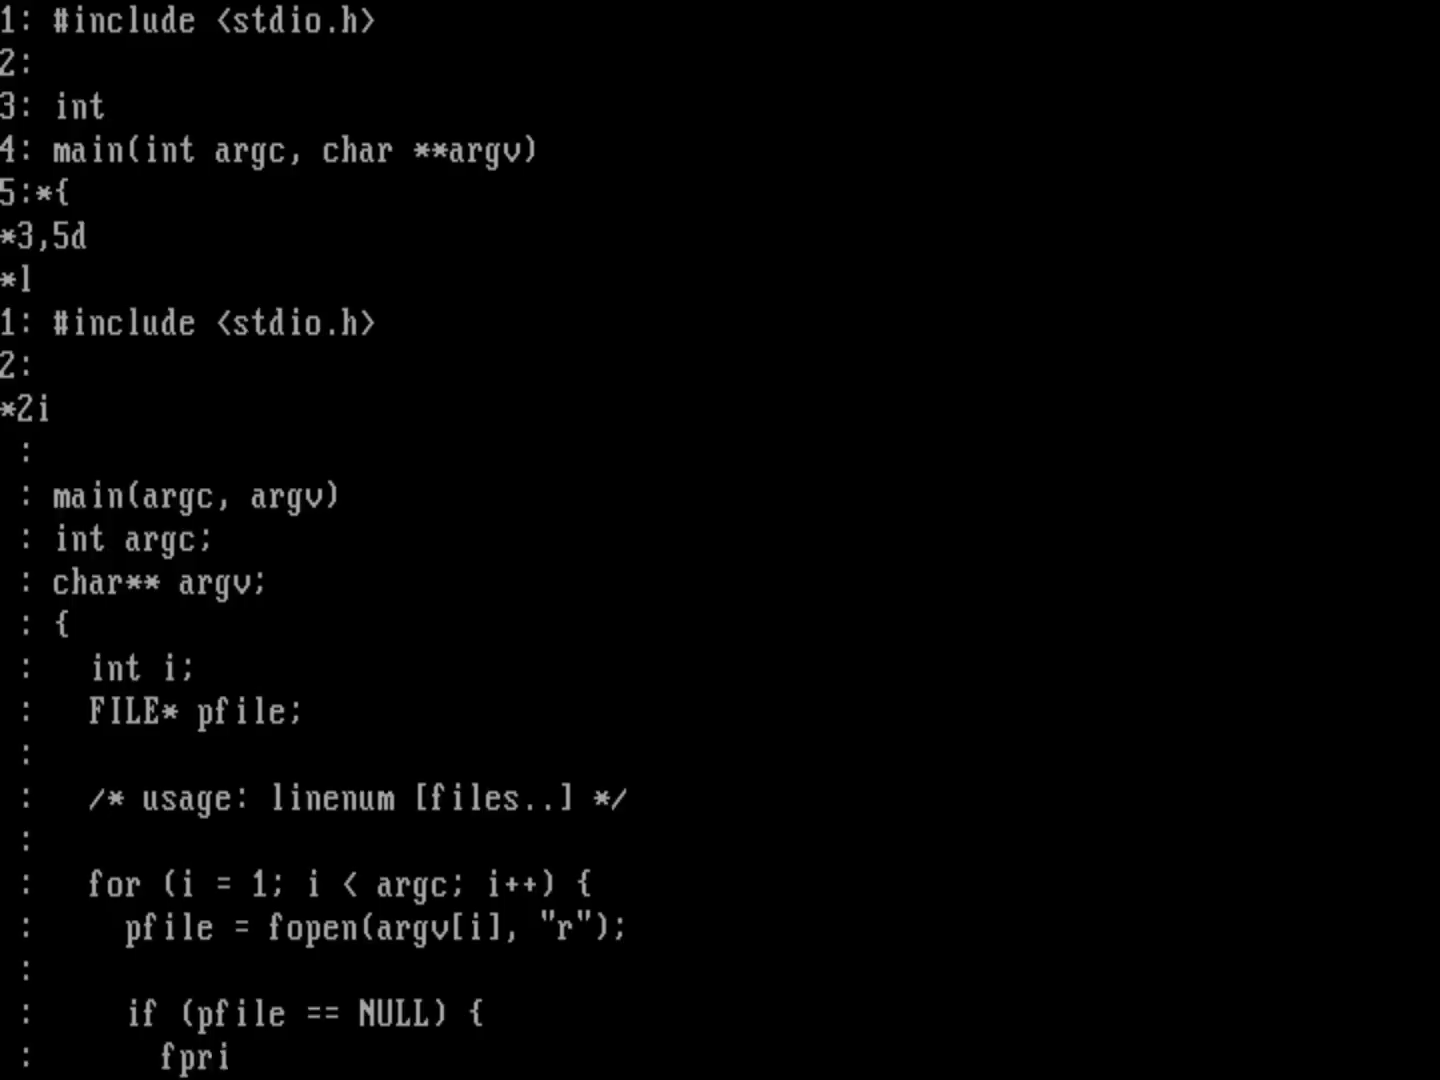 1: #include <stdio.h>
2:
3: int
4: main(int argc, char **argv)
5:*{
*3,5d
*l
1: #include <stdio.h>
2:
*2i
 :
 : main(argc, argv)
 : int argc;
 : char** argv;
 : {
 :   int i;
 :   FILE* pfile;
 :
 :   /* usage: linenum [files..] */
 :
 :   for (i = 1; i < argc; i++) {
 :     pfile = fopen(argv[i], "r");
 :
 :     if (pfile == NULL) {
 :       fpri